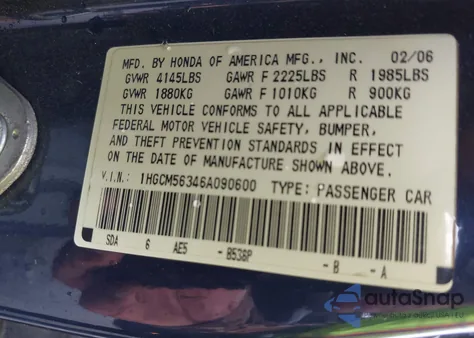 MFD. BY HONDA OF AMERICA MFG., INC. 02/06
GVWR 4145LBS GAWR F 2225LBS R 1985LBS
GVWR 1880KG GAWR F 1010KG R 900KG
THIS VEHICLE CONFORMS TO ALL APPLICABLE
FEDERAL MOTOR VEHICLE SAFETY, BUMPER,
AND THEFT PREVENTION STANDARDS IN EFFECT
ON THE DATE OF MANUFACTURE SHOWN ABOVE.
V.I.N.: 1HGCM56346A090600 TYPE: PASSENGER CAR
SDA 6 AE5 - B538P - B - A
autoSnap